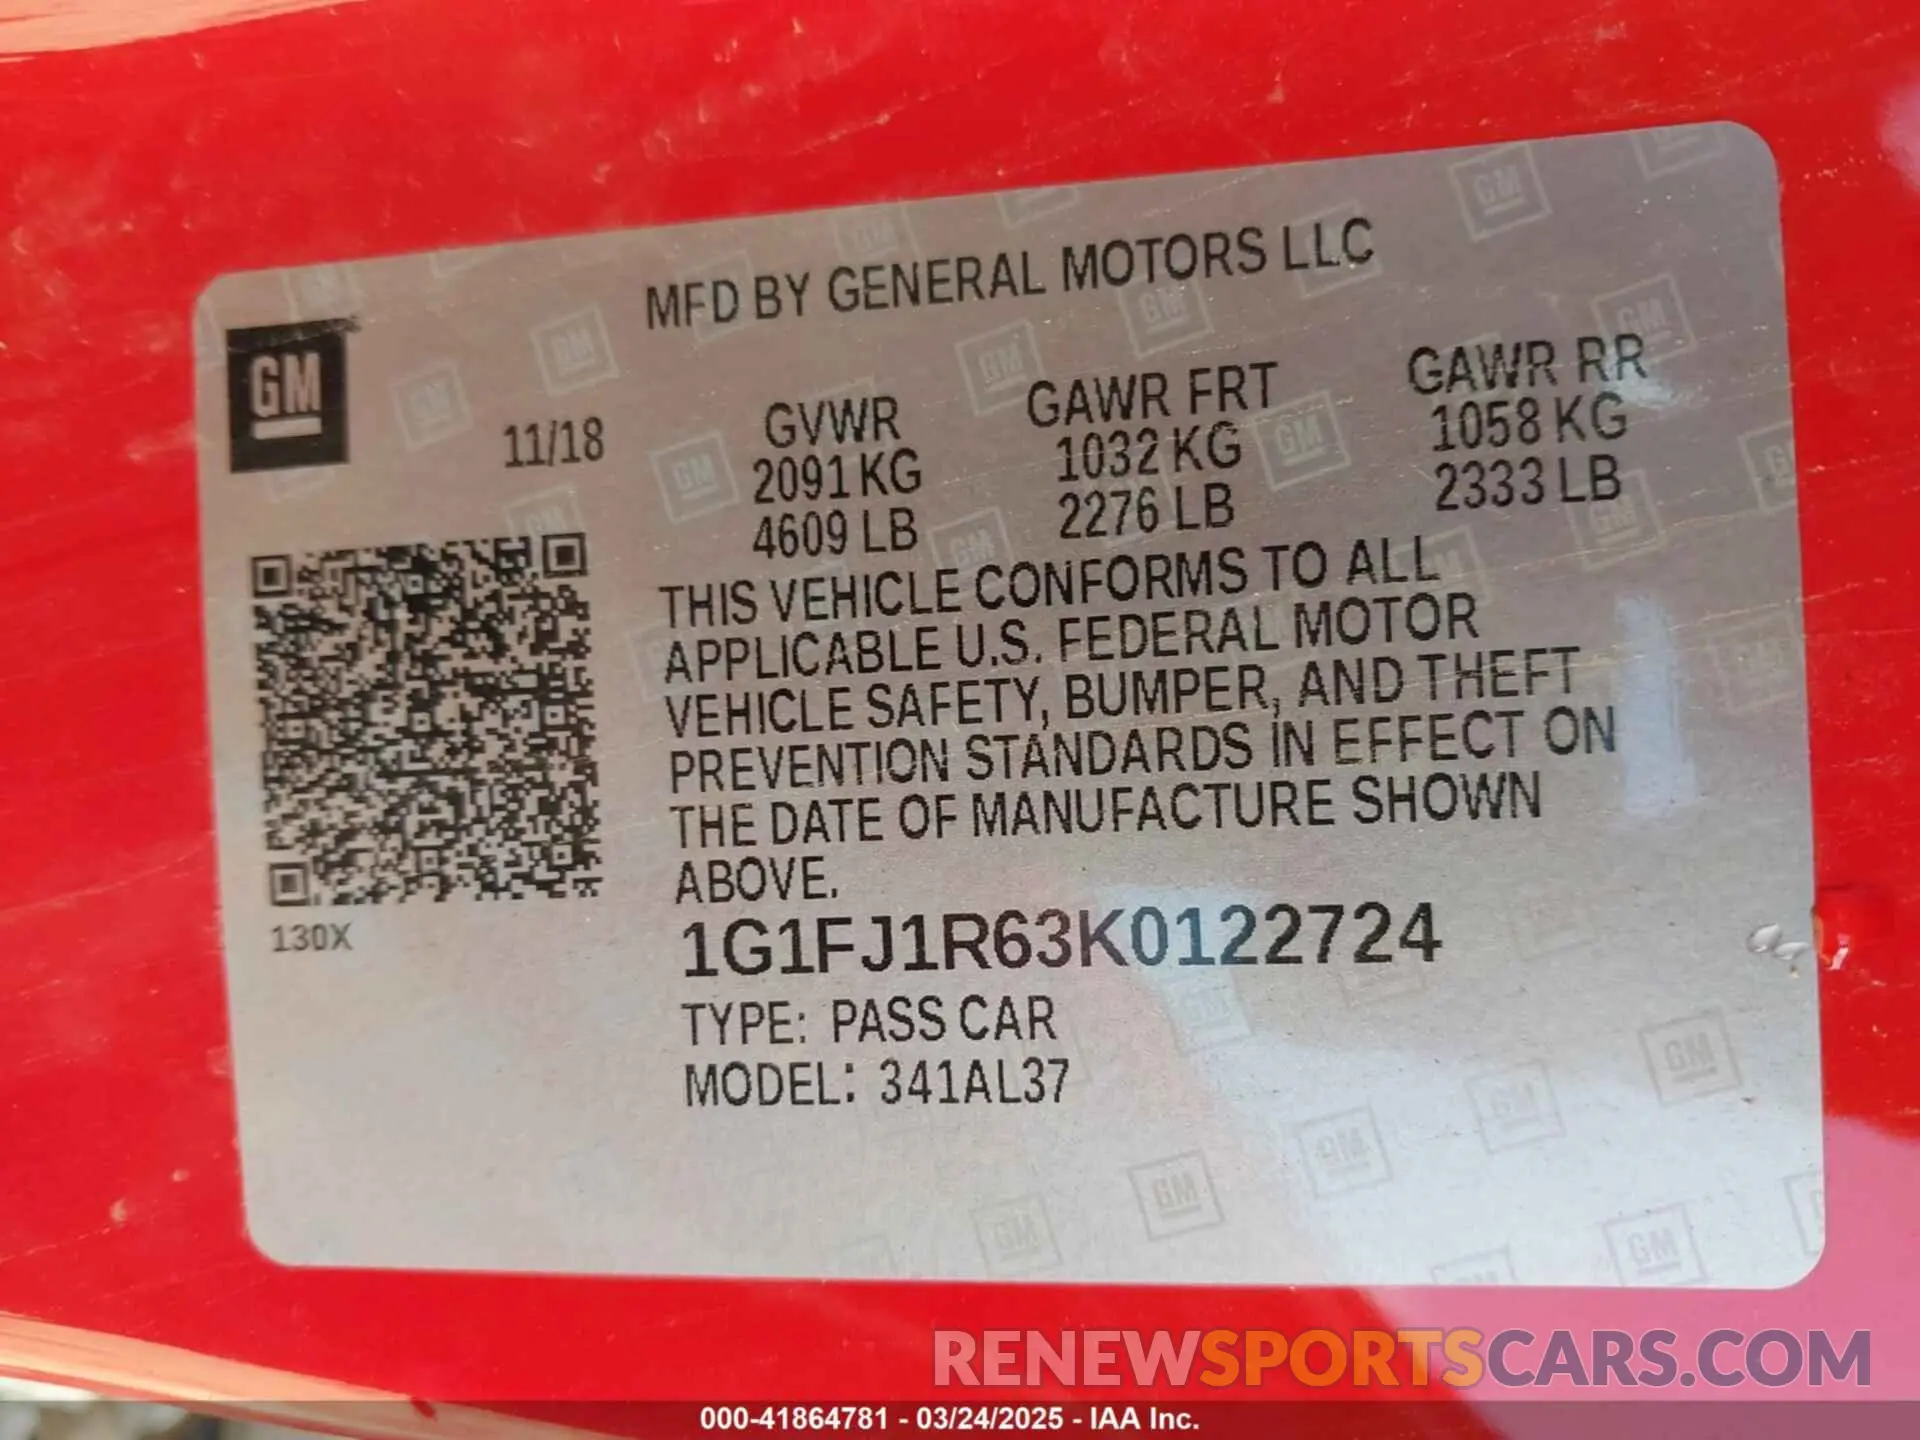 MFD BY GENERAL MOTORS LLC
GM
11/18
GVWR
2091 KG
4609 LB
GAWR FRT
1032 KG
2276 LB
GAWR RR
1058 KG
2333 LB
THIS VEHICLE CONFORMS TO ALL
APPLICABLE U.S. FEDERAL MOTOR
VEHICLE SAFETY, BUMPER, AND THEFT
PREVENTION STANDARDS IN EFFECT ON
THE DATE OF MANUFACTURE SHOWN
ABOVE.
130X
1G1FJ1R63K0122724
TYPE: PASS CAR
MODEL: 341AL37
RENEWSPORTSCARS.COM
000-41864781 - 03/24/2025 - IAA Inc.